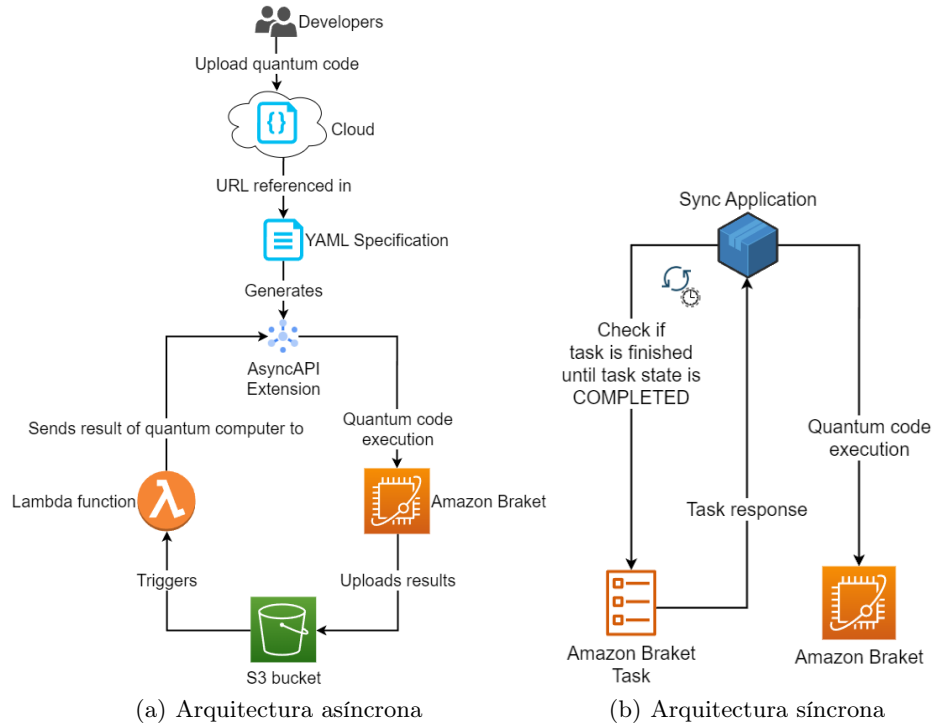 Developers
Upload quantum code
{}
Cloud
URL referenced in
YAML Specification
Generates
AsyncAPI
Extension
Sends result of quantum computer to
Quantum code
execution
Lambda function
λ
Amazon Braket
Triggers
Uploads results
S3 bucket
(a) Arquitectura asíncrona
Sync Application
Check if
task is finished
until task state is
COMPLETED
Quantum code
execution
Task response
Amazon Braket
Task
Amazon Braket
(b) Arquitectura síncrona